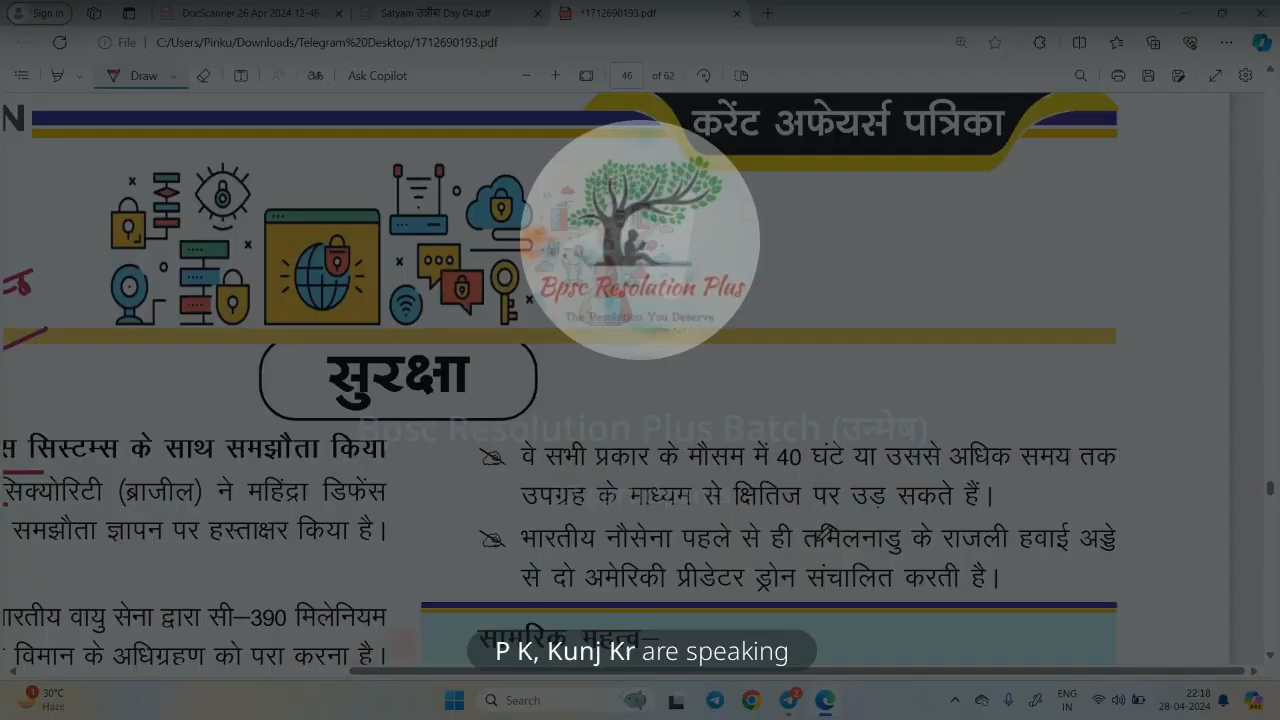 Sign in
DocScanner 26 Apr 2024 12-46
Satyam उन्मेष Day 04.pdf
*1712690193.pdf
File
C:/Users/Pinku/Downloads/Telegram%20Desktop/1712690193.pdf
Draw
Ask Copilot
46 of 62
N
करेंट अफेयर्स पत्रिका
Bpsc Resolution Plus
The Resolution You Deserve
सुरक्षा
Bpsc Resolution Plus Batch (उन्मेष)
स सिस्टम्स के साथ समझौता किया
सिक्योरिटी (ब्राजील) ने महिंद्रा डिफेंस
समझौता ज्ञापन पर हस्ताक्षर किया है।
भारतीय वायु सेना द्वारा सी–390 मिलेनियम
विमान के अधिग्रहण को परा करना है।
वे सभी प्रकार के मौसम में 40 घंटे या उससे अधिक समय तक
उपग्रह के माध्यम से क्षितिज पर उड़ सकते हैं।
भारतीय नौसेना पहले से ही तमिलनाडु के राजली हवाई अड्डे
से दो अमेरिकी प्रीडेटर ड्रोन संचालित करती है।
सामरिक महत्व–
P K, Kunj Kr are speaking
1
30°C
Haze
Search
2
ENG
IN
22:18
28-04-2024